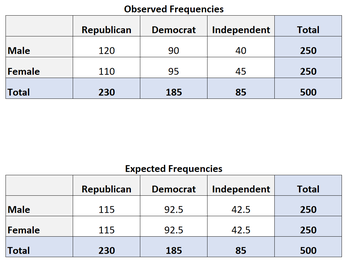 Observed Frequencies
Republican Democrat Independent Total
Male 120 90 40 250
Female 110 95 45 250
Total 230 185 85 500
Expected Frequencies
Republican Democrat Independent Total
Male 115 92.5 42.5 250
Female 115 92.5 42.5 250
Total 230 185 85 500